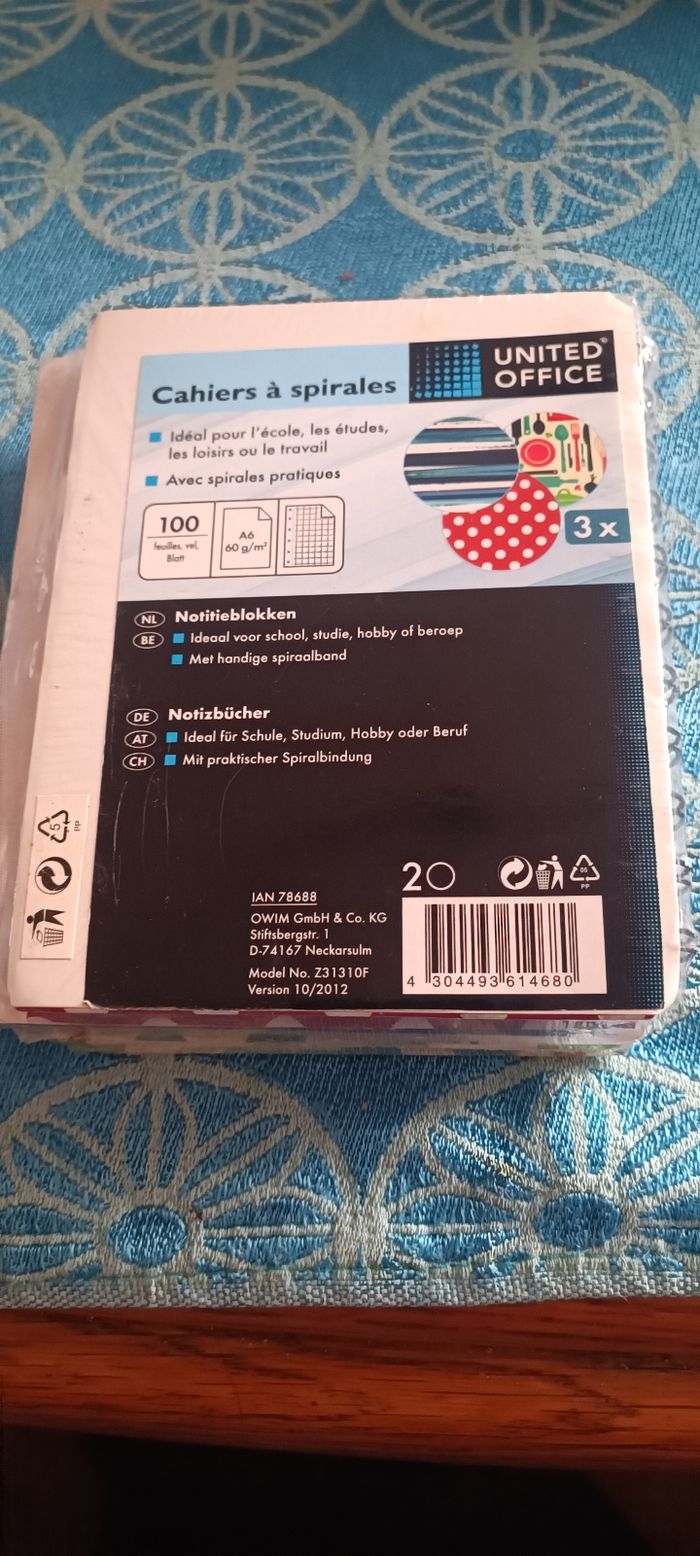 UNITED
OFFICE®
Cahiers à spirales
Idéal pour l'école, les études,
les loisirs ou le travail
Avec spirales pratiques
100
feuilles, vel,
Blatt
A6
60 g/m²
3 x
NL
BE
Notitieblokken
Ideaal voor school, studie, hobby of beroep
Met handige spiraalband
DE
AT
CH
Notizbücher
Ideal für Schule, Studium, Hobby oder Beruf
Mit praktischer Spiralbindung
5
PP
2
05
PP
IAN 78688
OWIM GmbH & Co. KG
Stiftsbergstr. 1
D-74167 Neckarsulm
Model No. Z31310F
Version 10/2012
4 304493 614680